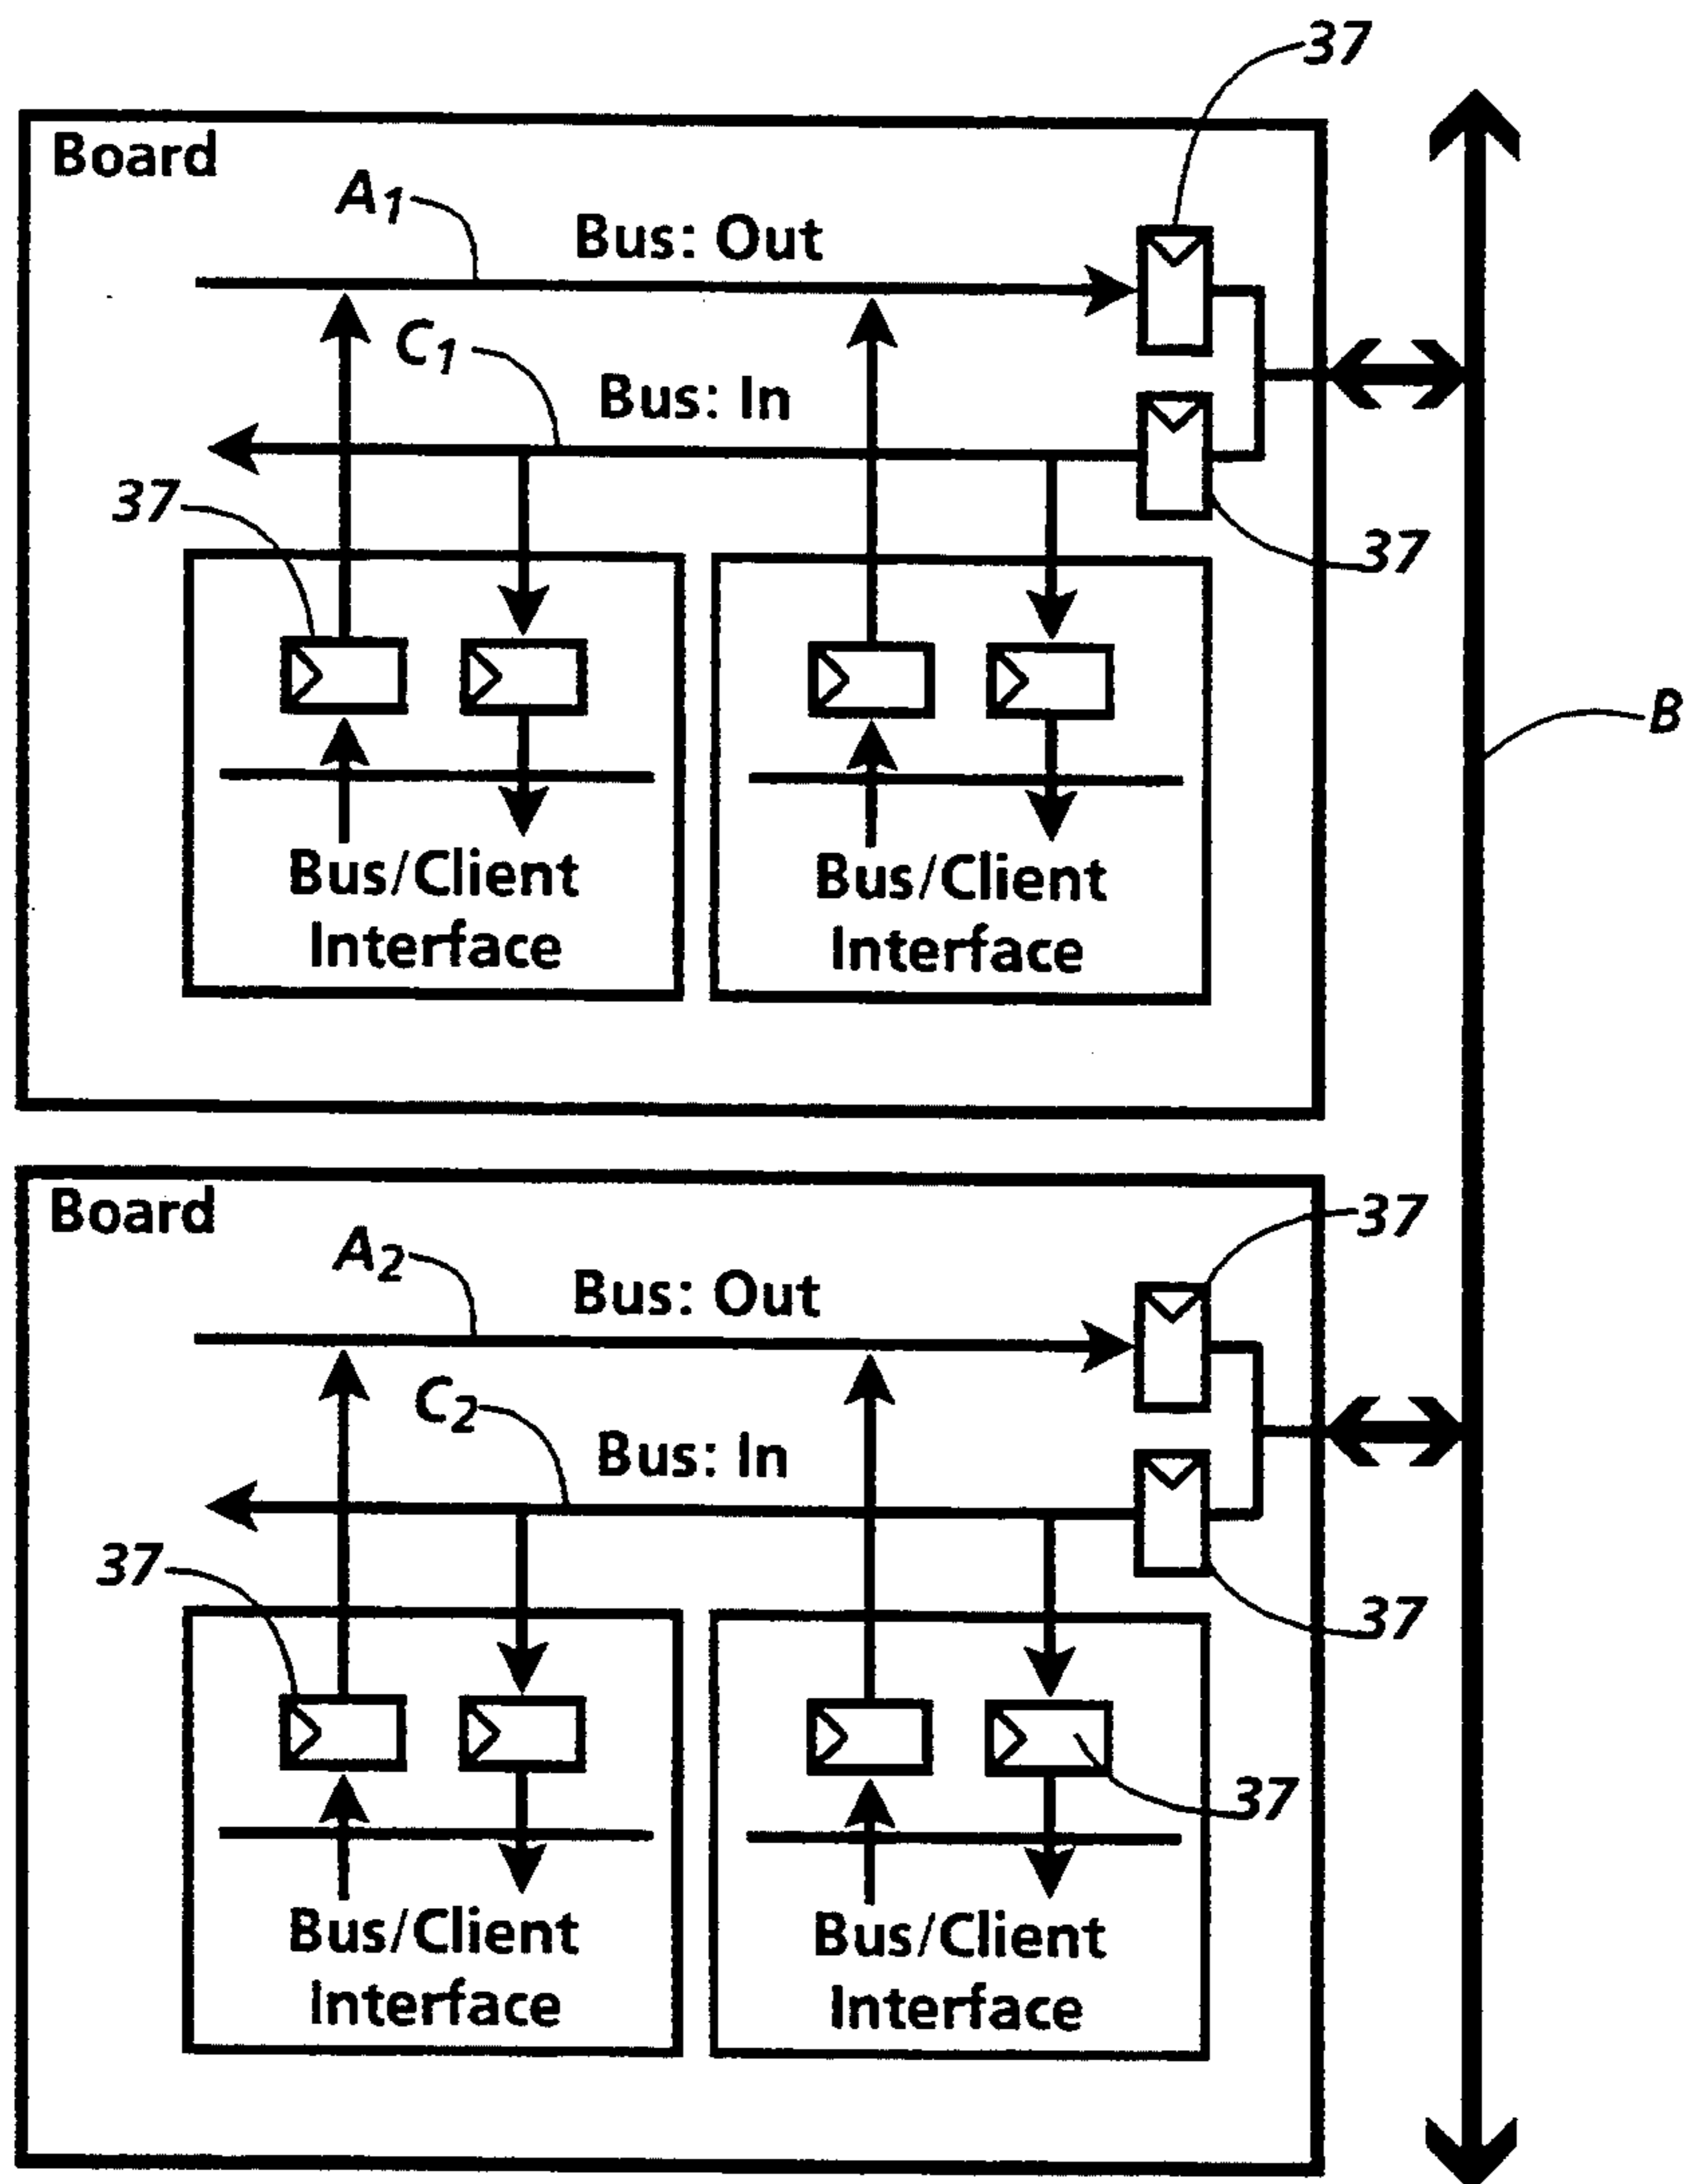 37
Board
A1
Bus: Out
C1
Bus: In
37
37
B
Bus/Client
Interface
Bus/Client
Interface
Board
37
A2
Bus: Out
C2
Bus: In
37
37
37
Bus/Client
Interface
Bus/Client
Interface